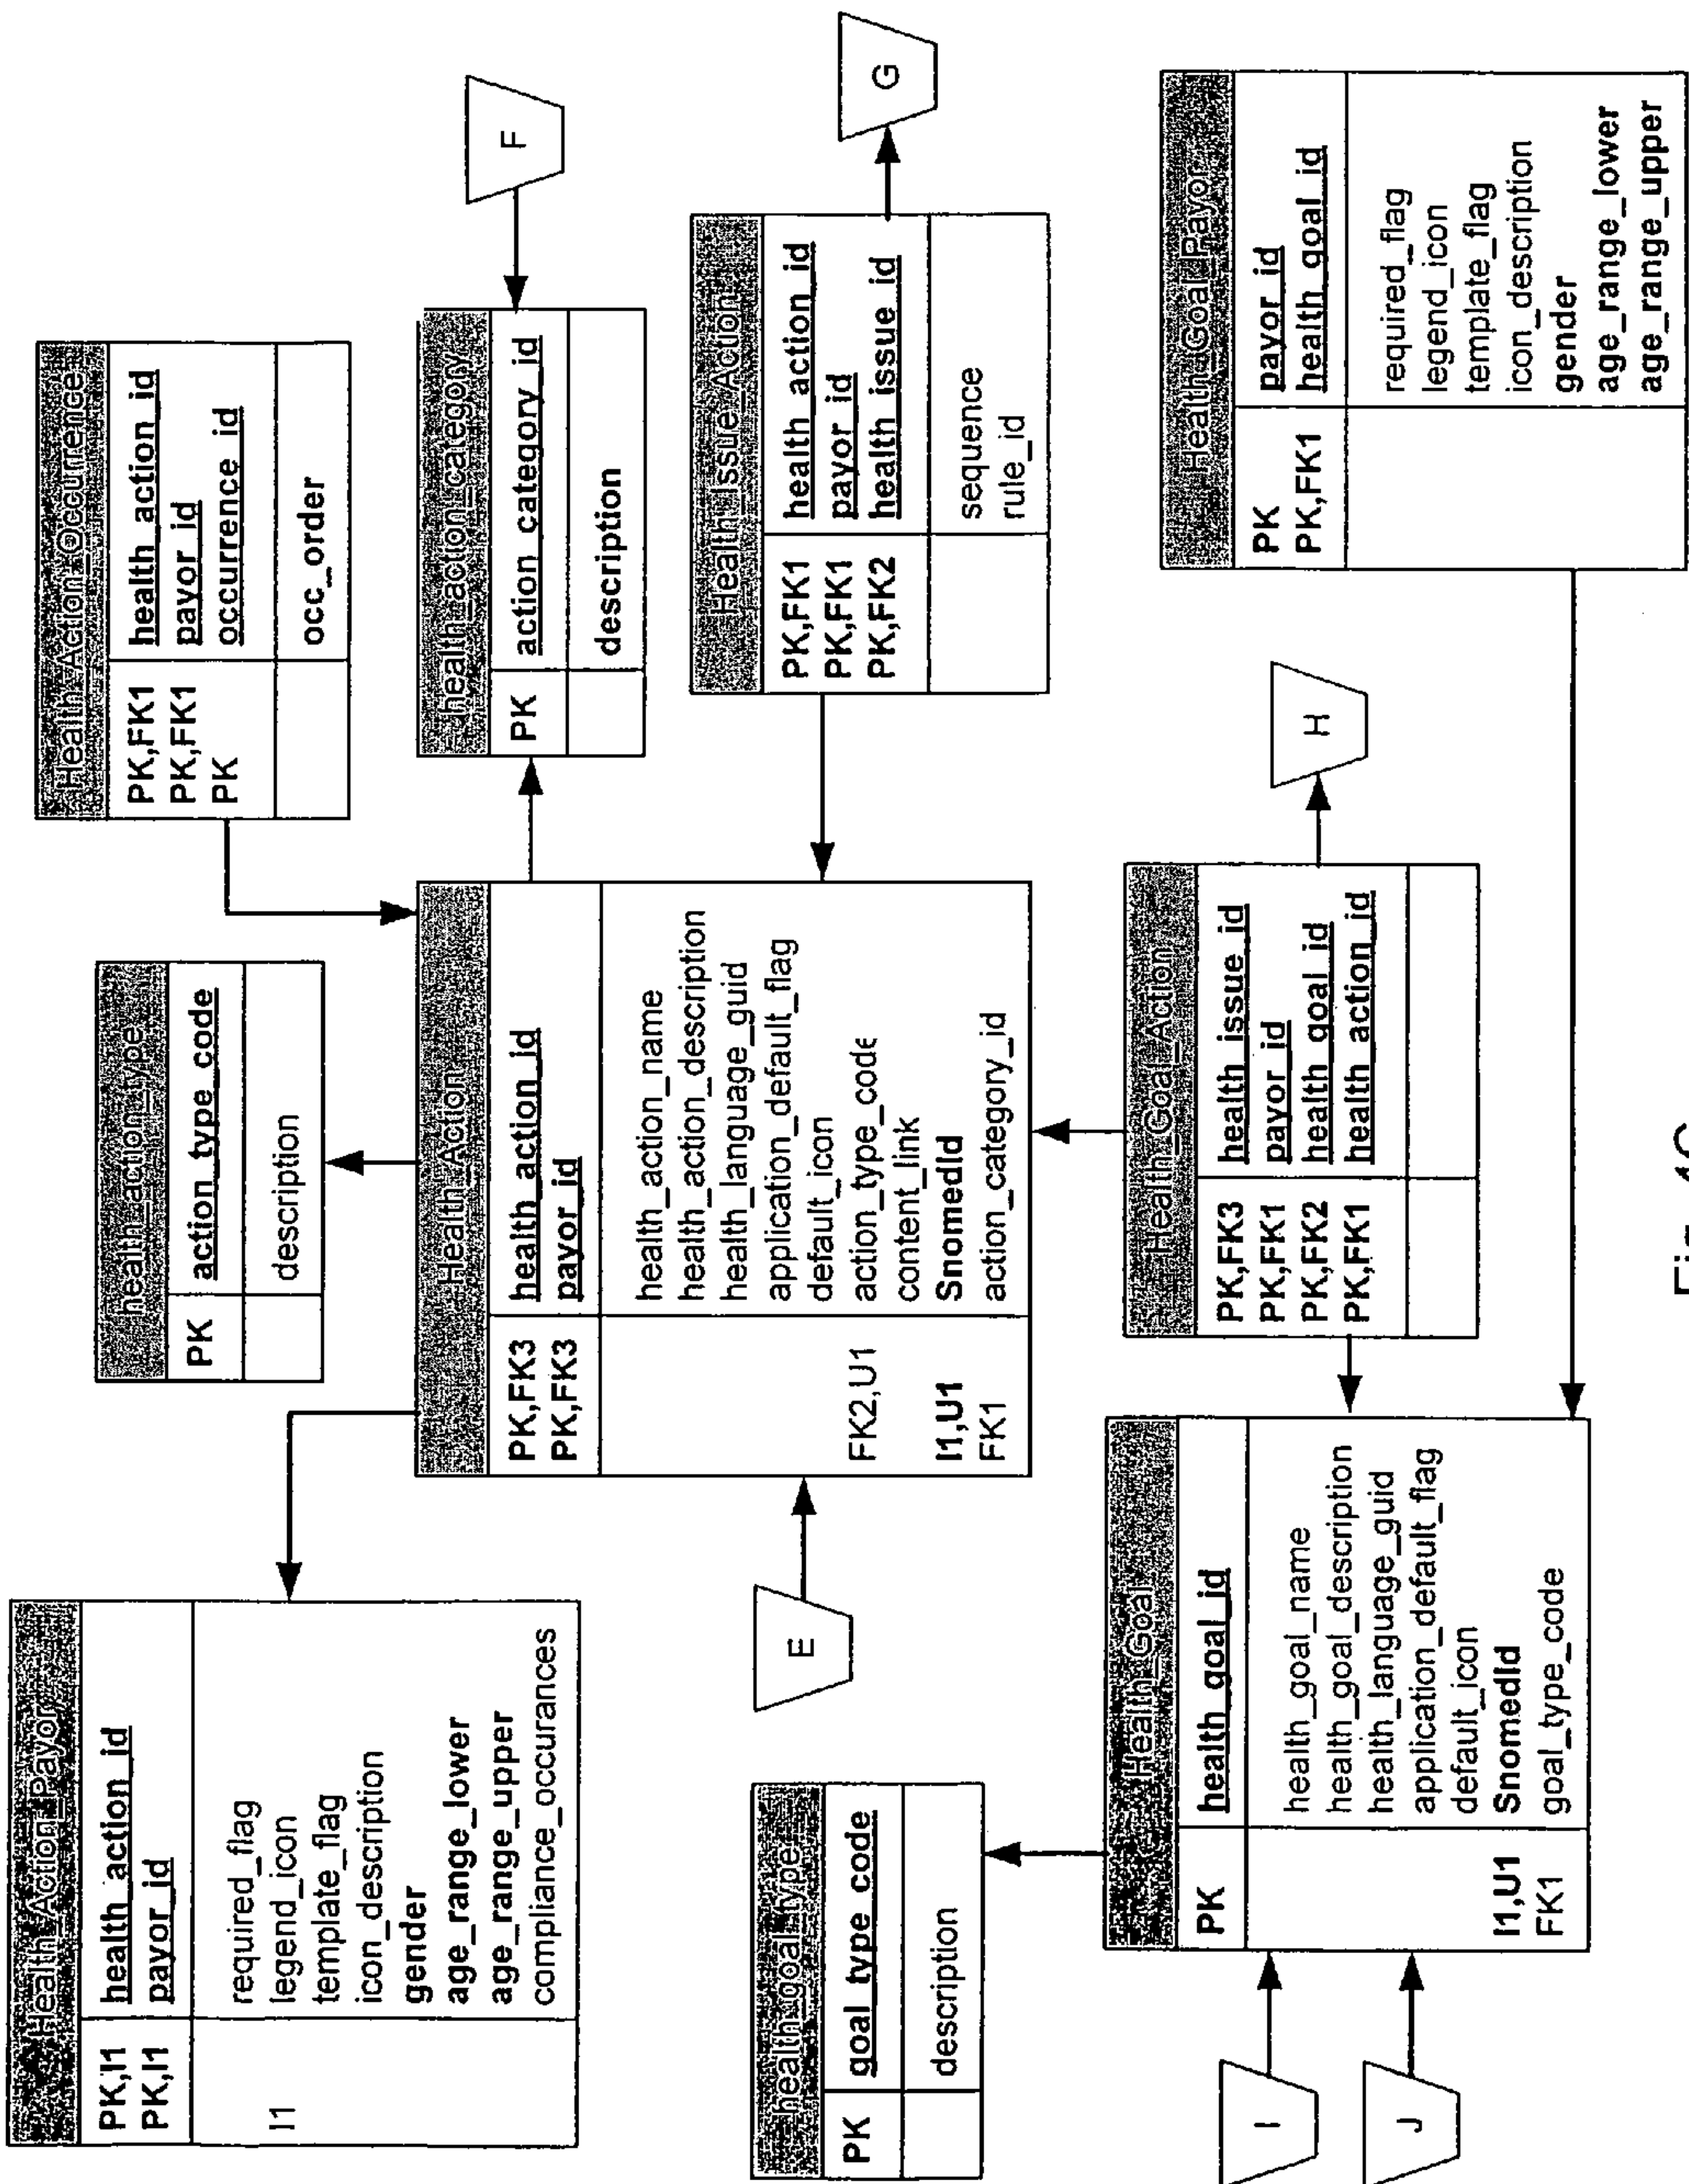 Health_Action_Payor
PK,I1 health_action_id
PK,I1 payor_id
required_flag
I1 legend_icon
template_flag
icon_description
gender
age_range_lower
age_range_upper
compliance_occurances
health_action_type
PK action_type_code
description
Health_Action_Occurrence
PK,FK1 health_action_id
PK,FK1 payor_id
PK occurrence_id
occ_order
Health_Action
PK,FK3 health_action_id
PK,FK3 payor_id
health_action_name
health_action_description
health_language_guid
application_default_flag
default_icon
FK2,U1 action_type_code
content_link
I1,U1 SnomedId
FK1 action_category_id
health_action_category
PK action_category_id
description
F
E
health_goal_type
PK goal_type_code
description
Health_Issue_Action
PK,FK1 health_action_id
PK,FK1 payor_id
PK,FK2 health_issue_id
sequence
rule_id
G
Health_Goal
PK health_goal_id
health_goal_name
health_goal_description
health_language_guid
application_default_flag
default_icon
I1,U1 SnomedId
FK1 goal_type_code
Health_Goal_Action
PK,FK3 health_issue_id
PK,FK1 payor_id
PK,FK2 health_goal_id
PK,FK1 health_action_id
H
Health_Goal_Payor
PK payor_id
PK,FK1 health_goal_id
required_flag
legend_icon
template_flag
icon_description
gender
age_range_lower
age_range_upper
I
J